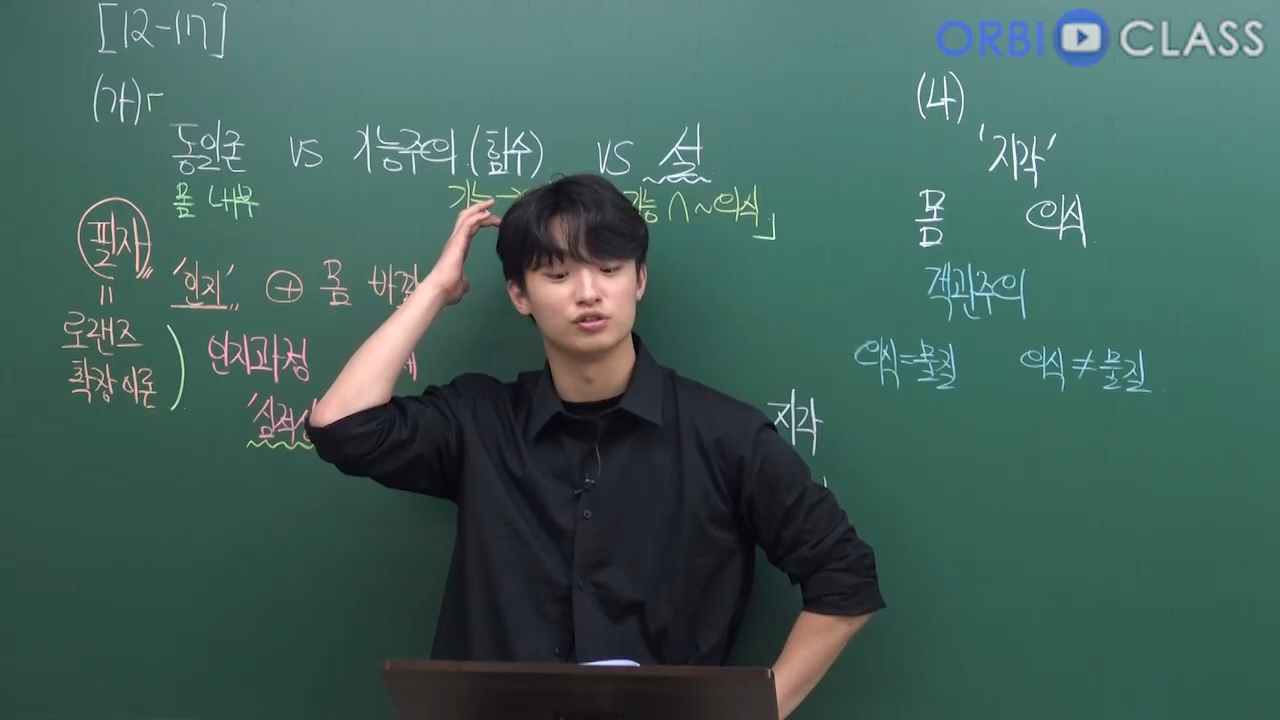 [12-17]
ORBI CLASS
(가)「
(나)
동일론 vs 기능주의 (함수) vs 설
'지각'
몸 내부
기능 ∧ ~의식」
몸 의식
필자
'인지' ⊕ 몸 바깥
객관주의
=
로랜즈
확장이론
인지과정
의식=물질 의식≠물질
'심적상
지각